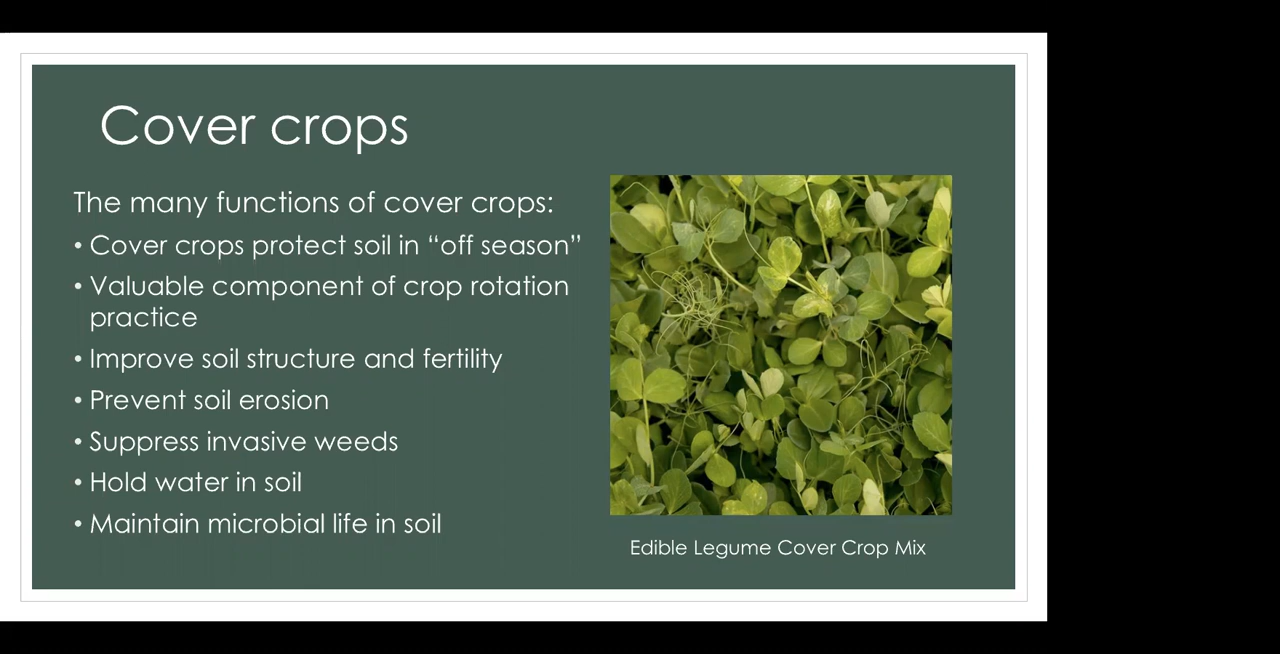 Cover crops
The many functions of cover crops:
• Cover crops protect soil in “off season”
• Valuable component of crop rotation
practice
• Improve soil structure and fertility
• Prevent soil erosion
• Suppress invasive weeds
• Hold water in soil
• Maintain microbial life in soil
Edible Legume Cover Crop Mix